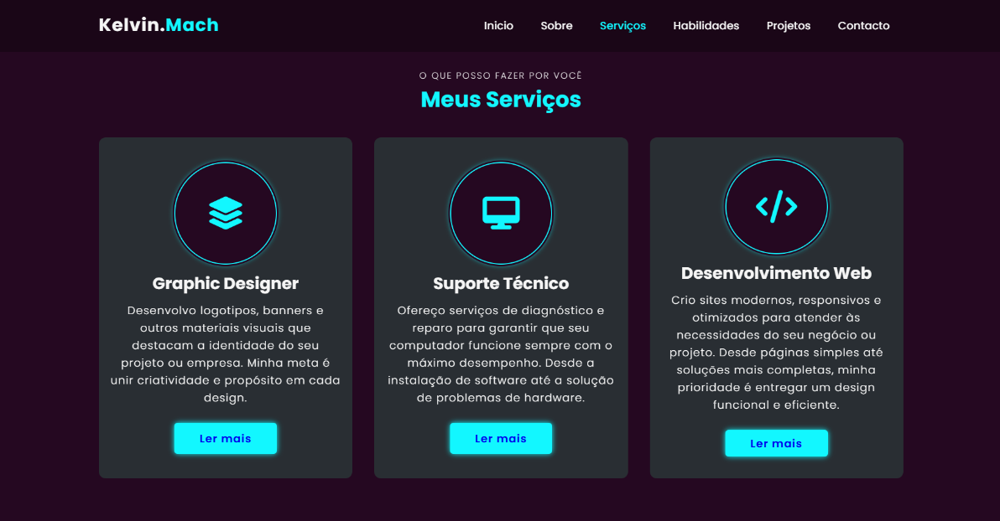 Kelvin.Mach
Inicio Sobre Serviços Habilidades Projetos Contacto
O QUE POSSO FAZER POR VOCÊ
Meus Serviços
Graphic Designer
Desenvolvo logotipos, banners e
outros materiais visuais que
destacam a identidade do seu
projeto ou empresa. Minha meta é
unir criatividade e propósito em cada
design.
Ler mais
Suporte Técnico
Ofereço serviços de diagnóstico e
reparo para garantir que seu
computador funcione sempre com o
máximo desempenho. Desde a
instalação de software até a solução
de problemas de hardware.
Ler mais
Desenvolvimento Web
Crio sites modernos, responsivos e
otimizados para atender às
necessidades do seu negócio ou
projeto. Desde páginas simples até
soluções mais completas, minha
prioridade é entregar um design
funcional e eficiente.
Ler mais